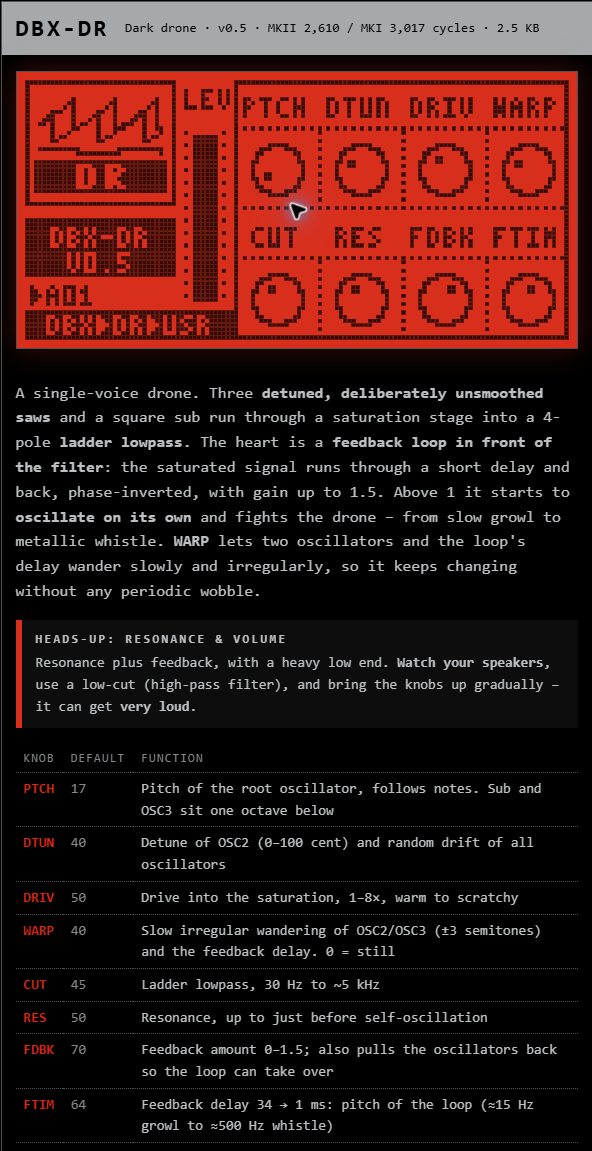 DBX-DR Dark drone · v0.5 · MKII 2,610 / MKI 3,017 cycles · 2.5 KB
DR
DBX-DR
V0.5
▶A01
DBX▶DR▶USR
LEV
PTCH DTUN DRIV WARP
CUT RES FDBK FTIM
A single-voice drone. Three detuned, deliberately unsmoothed
saws and a square sub run through a saturation stage into a 4-
pole ladder lowpass. The heart is a feedback loop in front of
the filter: the saturated signal runs through a short delay and
back, phase-inverted, with gain up to 1.5. Above 1 it starts to
oscillate on its own and fights the drone – from slow growl to
metallic whistle. WARP lets two oscillators and the loop's
delay wander slowly and irregularly, so it keeps changing
without any periodic wobble.
HEADS-UP: RESONANCE & VOLUME
Resonance plus feedback, with a heavy low end. Watch your speakers,
use a low-cut (high-pass filter), and bring the knobs up gradually –
it can get very loud.
KNOB DEFAULT FUNCTION
PTCH 17 Pitch of the root oscillator, follows notes. Sub and
OSC3 sit one octave below
DTUN 40 Detune of OSC2 (0–100 cent) and random drift of all
oscillators
DRIV 50 Drive into the saturation, 1–8x, warm to scratchy
WARP 40 Slow irregular wandering of OSC2/OSC3 (±3 semitones)
and the feedback delay. 0 = still
CUT 45 Ladder lowpass, 30 Hz to ~5 kHz
RES 50 Resonance, up to just before self-oscillation
FDBK 70 Feedback amount 0–1.5; also pulls the oscillators back
so the loop can take over
FTIM 64 Feedback delay 34 → 1 ms: pitch of the loop (≈15 Hz
growl to ≈500 Hz whistle)